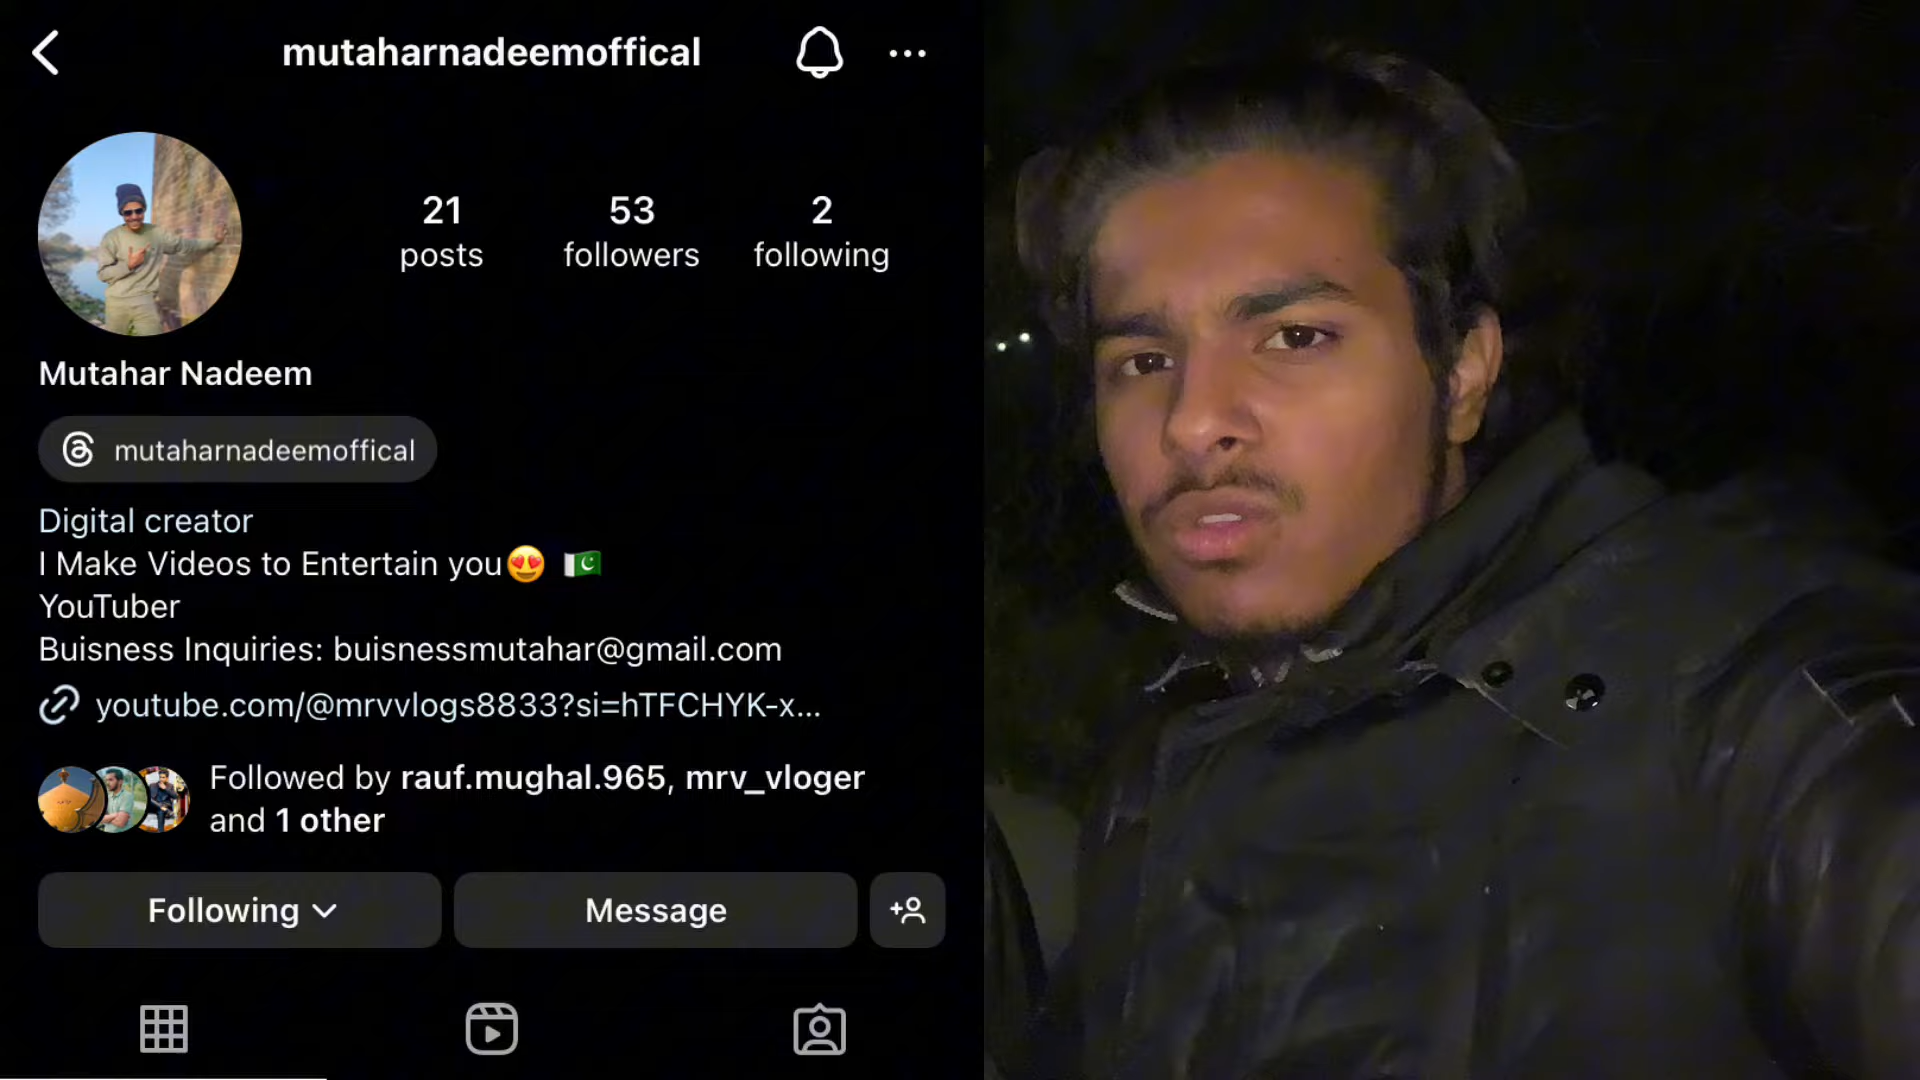 mutaharnadeemoffical
21 53 2
posts followers following
Mutahar Nadeem
mutaharnadeemoffical
Digital creator
I Make Videos to Entertain you😍 🇵🇰
YouTuber
Buisness Inquiries: buisnessmutahar@gmail.com
youtube.com/@mrvvlogs8833?si=hTFCHYK-x...
Followed by rauf.mughal.965, mrv_vloger
and 1 other
Following Message